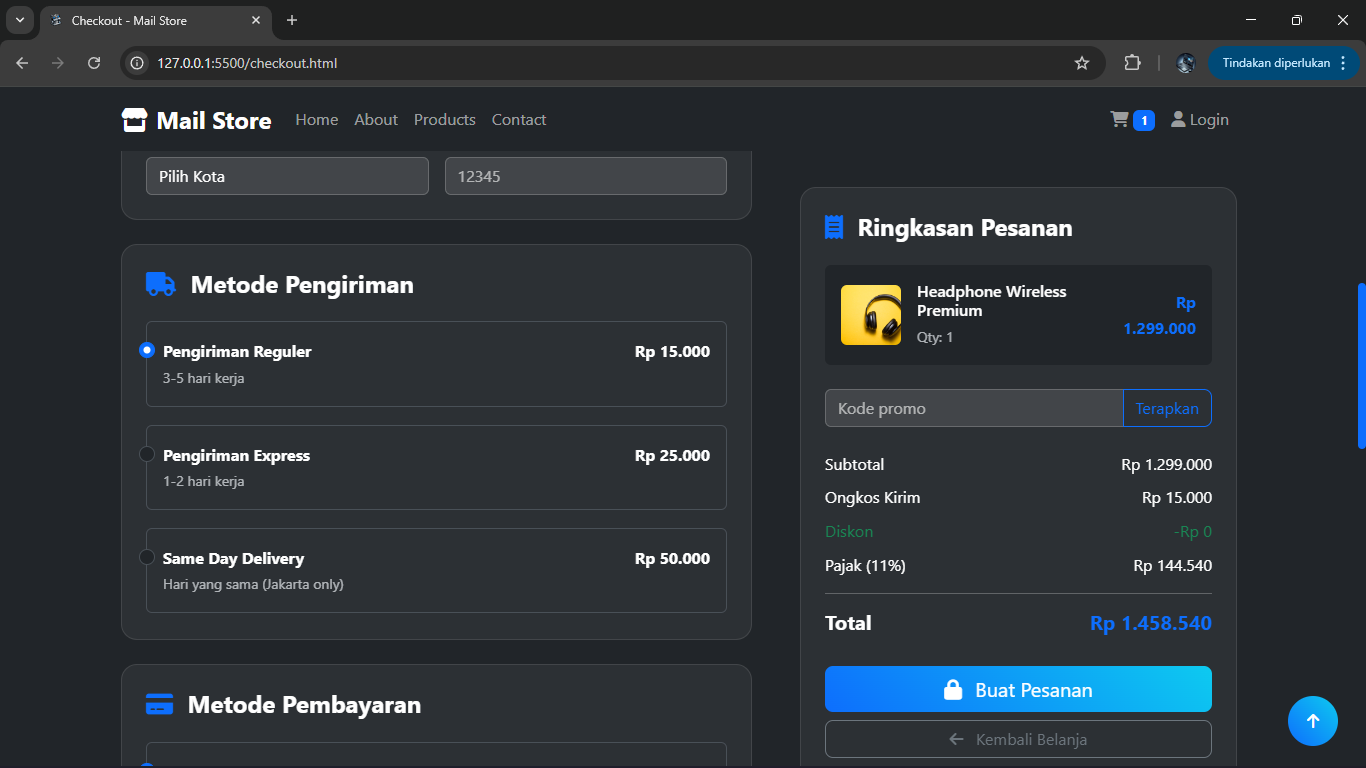 Checkout - Mail Store
127.0.0.1:5500/checkout.html
Tindakan diperlukan
Mail Store
Home
About
Products
Contact
1
Login
Pilih Kota
12345
Metode Pengiriman
Pengiriman Reguler
Rp 15.000
3-5 hari kerja
Pengiriman Express
Rp 25.000
1-2 hari kerja
Same Day Delivery
Rp 50.000
Hari yang sama (Jakarta only)
Metode Pembayaran
Ringkasan Pesanan
Headphone Wireless
Premium
Qty: 1
Rp
1.299.000
Kode promo
Terapkan
Subtotal
Rp 1.299.000
Ongkos Kirim
Rp 15.000
Diskon
-Rp 0
Pajak (11%)
Rp 144.540
Total
Rp 1.458.540
Buat Pesanan
Kembali Belanja